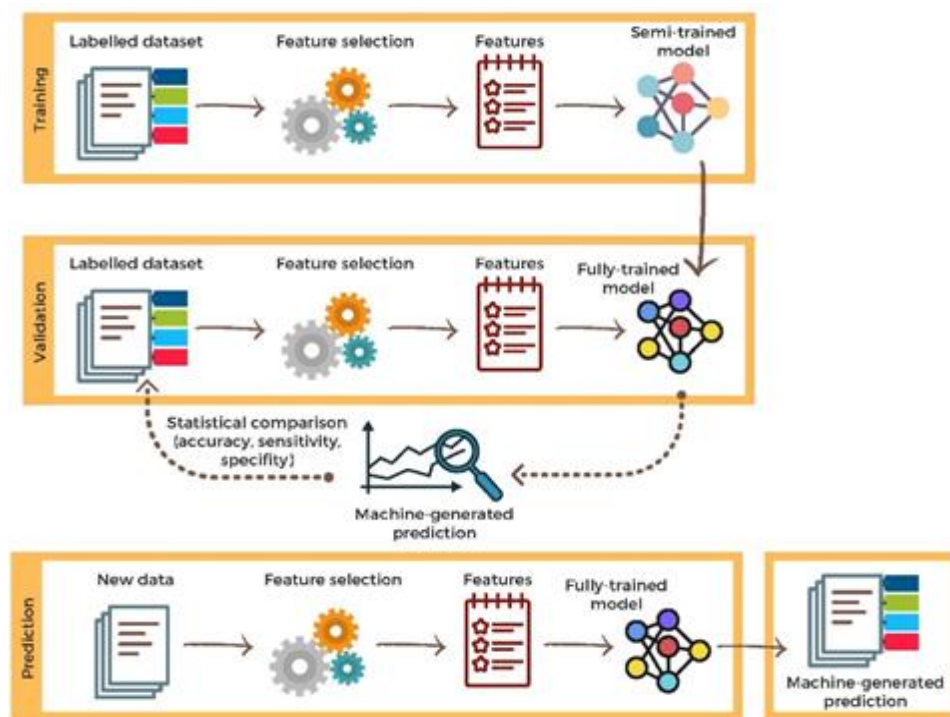 Training
Labelled dataset
Feature selection
Features
Semi-trained
model
Validation
Labelled dataset
Feature selection
Features
Fully-trained
model
Statistical comparison
(accuracy, sensitivity,
specifity)
Machine-generated
prediction
Prediction
New data
Feature selection
Features
Fully-trained
model
Machine-generated
prediction